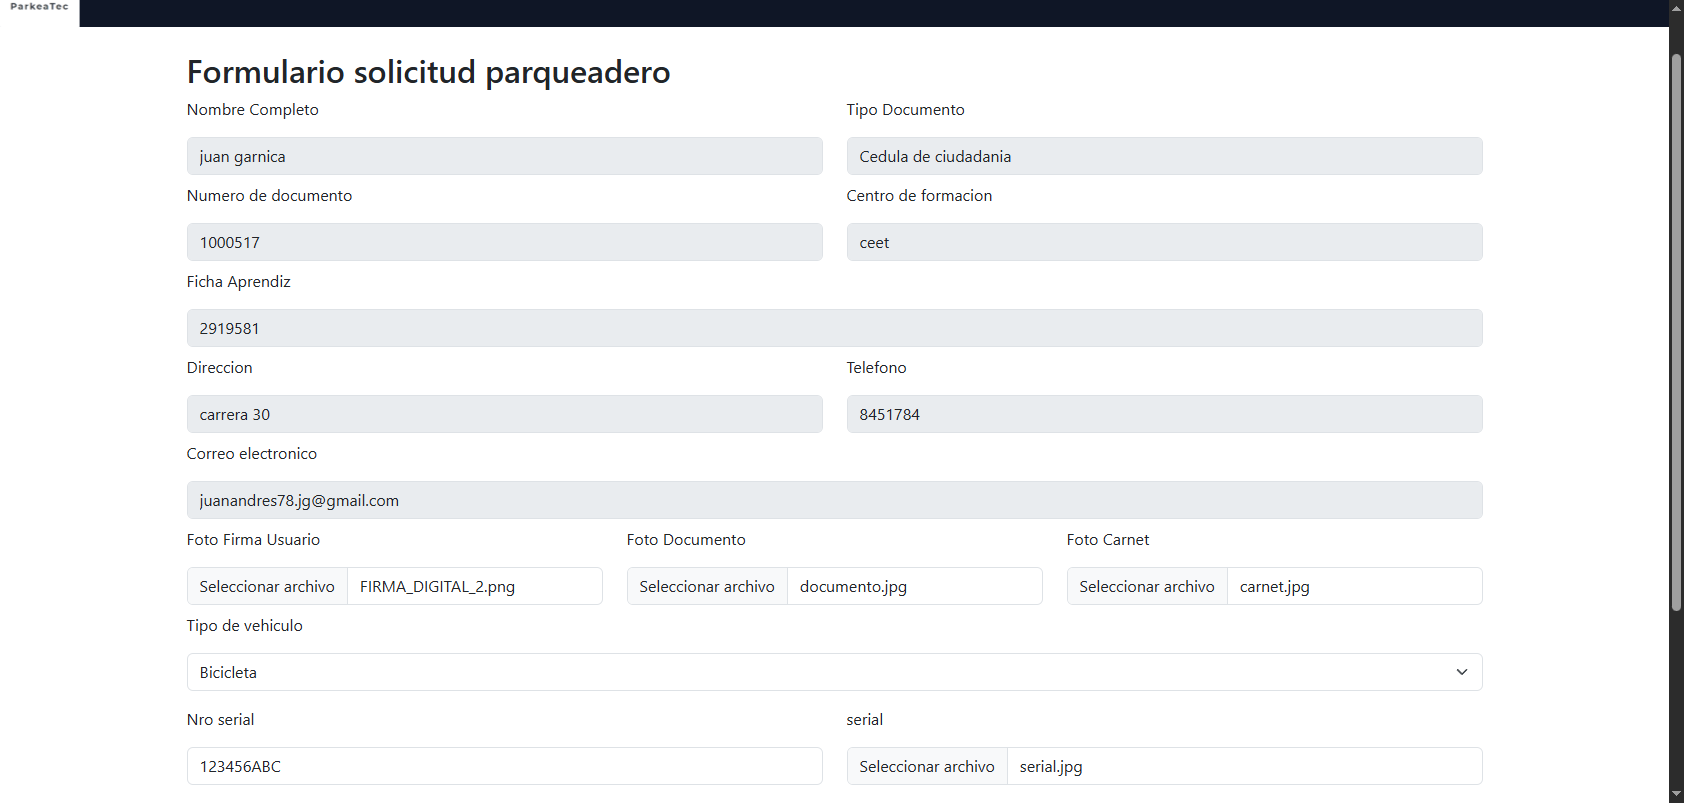 ParkeaTec
Formulario solicitud parqueadero
Nombre Completo
Tipo Documento
juan garnica
Cedula de ciudadania
Numero de documento
Centro de formacion
1000517
ceet
Ficha Aprendiz
2919581
Direccion
Telefono
carrera 30
8451784
Correo electronico
juanandres78.jg@gmail.com
Foto Firma Usuario
Foto Documento
Foto Carnet
Seleccionar archivo FIRMA_DIGITAL_2.png
Seleccionar archivo documento.jpg
Seleccionar archivo carnet.jpg
Tipo de vehiculo
Bicicleta
Nro serial
serial
123456ABC
Seleccionar archivo serial.jpg